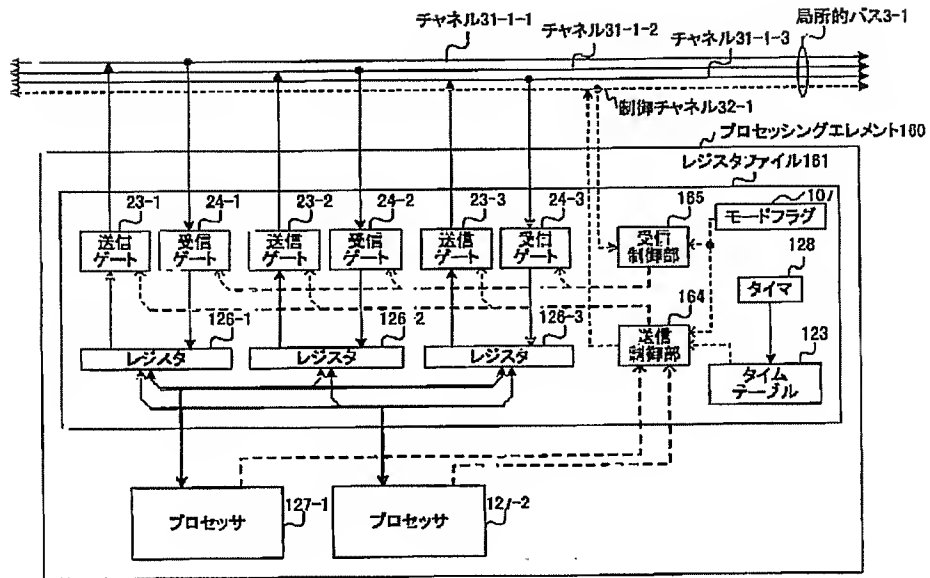 チャネル31-1-1
チャネル31-1-2
チャネル31-1-3
局所的バス3-1
制御チャネル32-1
プロセッシングエレメント160
レジスタファイル161
23-1
24-1
23-2
24-2
23-3
24-3
165
107
送信
ゲート
受信
ゲート
送信
ゲート
受信
ゲート
送信
ゲート
受信
ゲート
受信
制御部
モードフラグ
128
タイマ
164
126-1
126-2
126-3
送信
制御部
123
レジスタ
レジスタ
レジスタ
タイム
テーブル
プロセッサ
127-1
プロセッサ
127-2